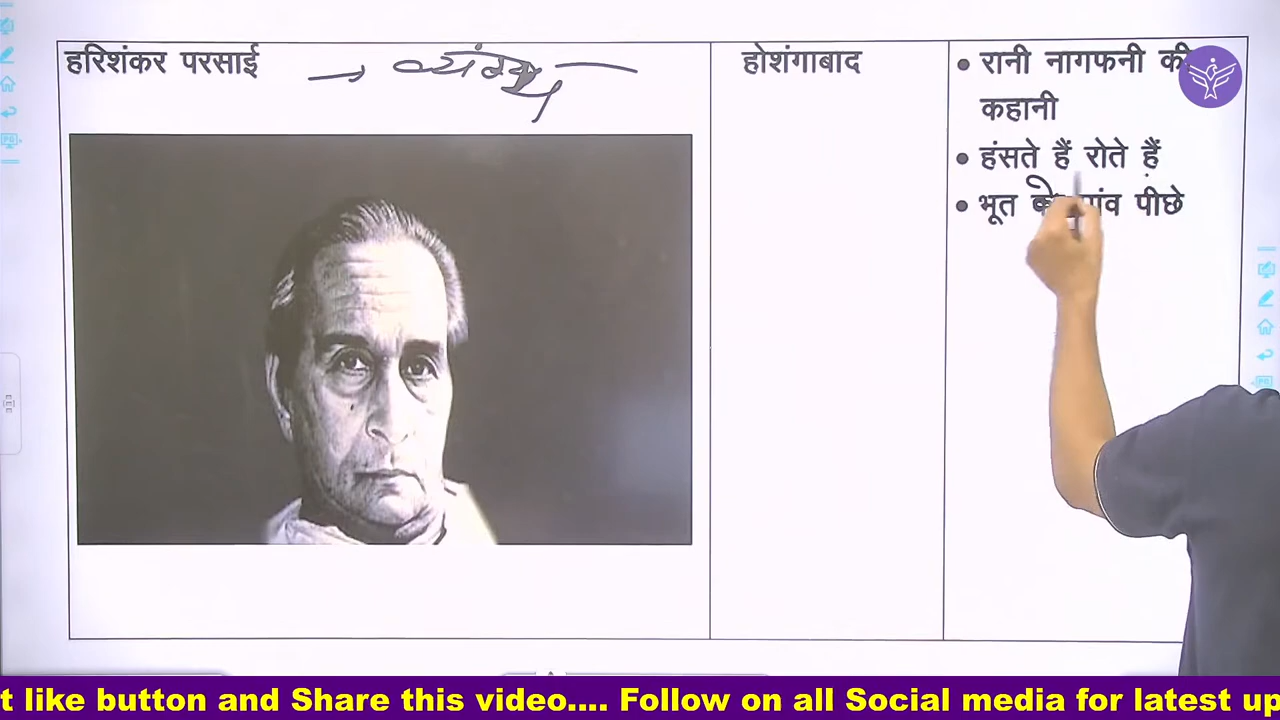 हरिशंकर परसाई → व्यंग्य
होशंगाबाद
• रानी नागफनी की
कहानी
• हंसते हैं रोते हैं
• भूत के पांव पीछे
t like button and Share this video.... Follow on all Social media for latest up